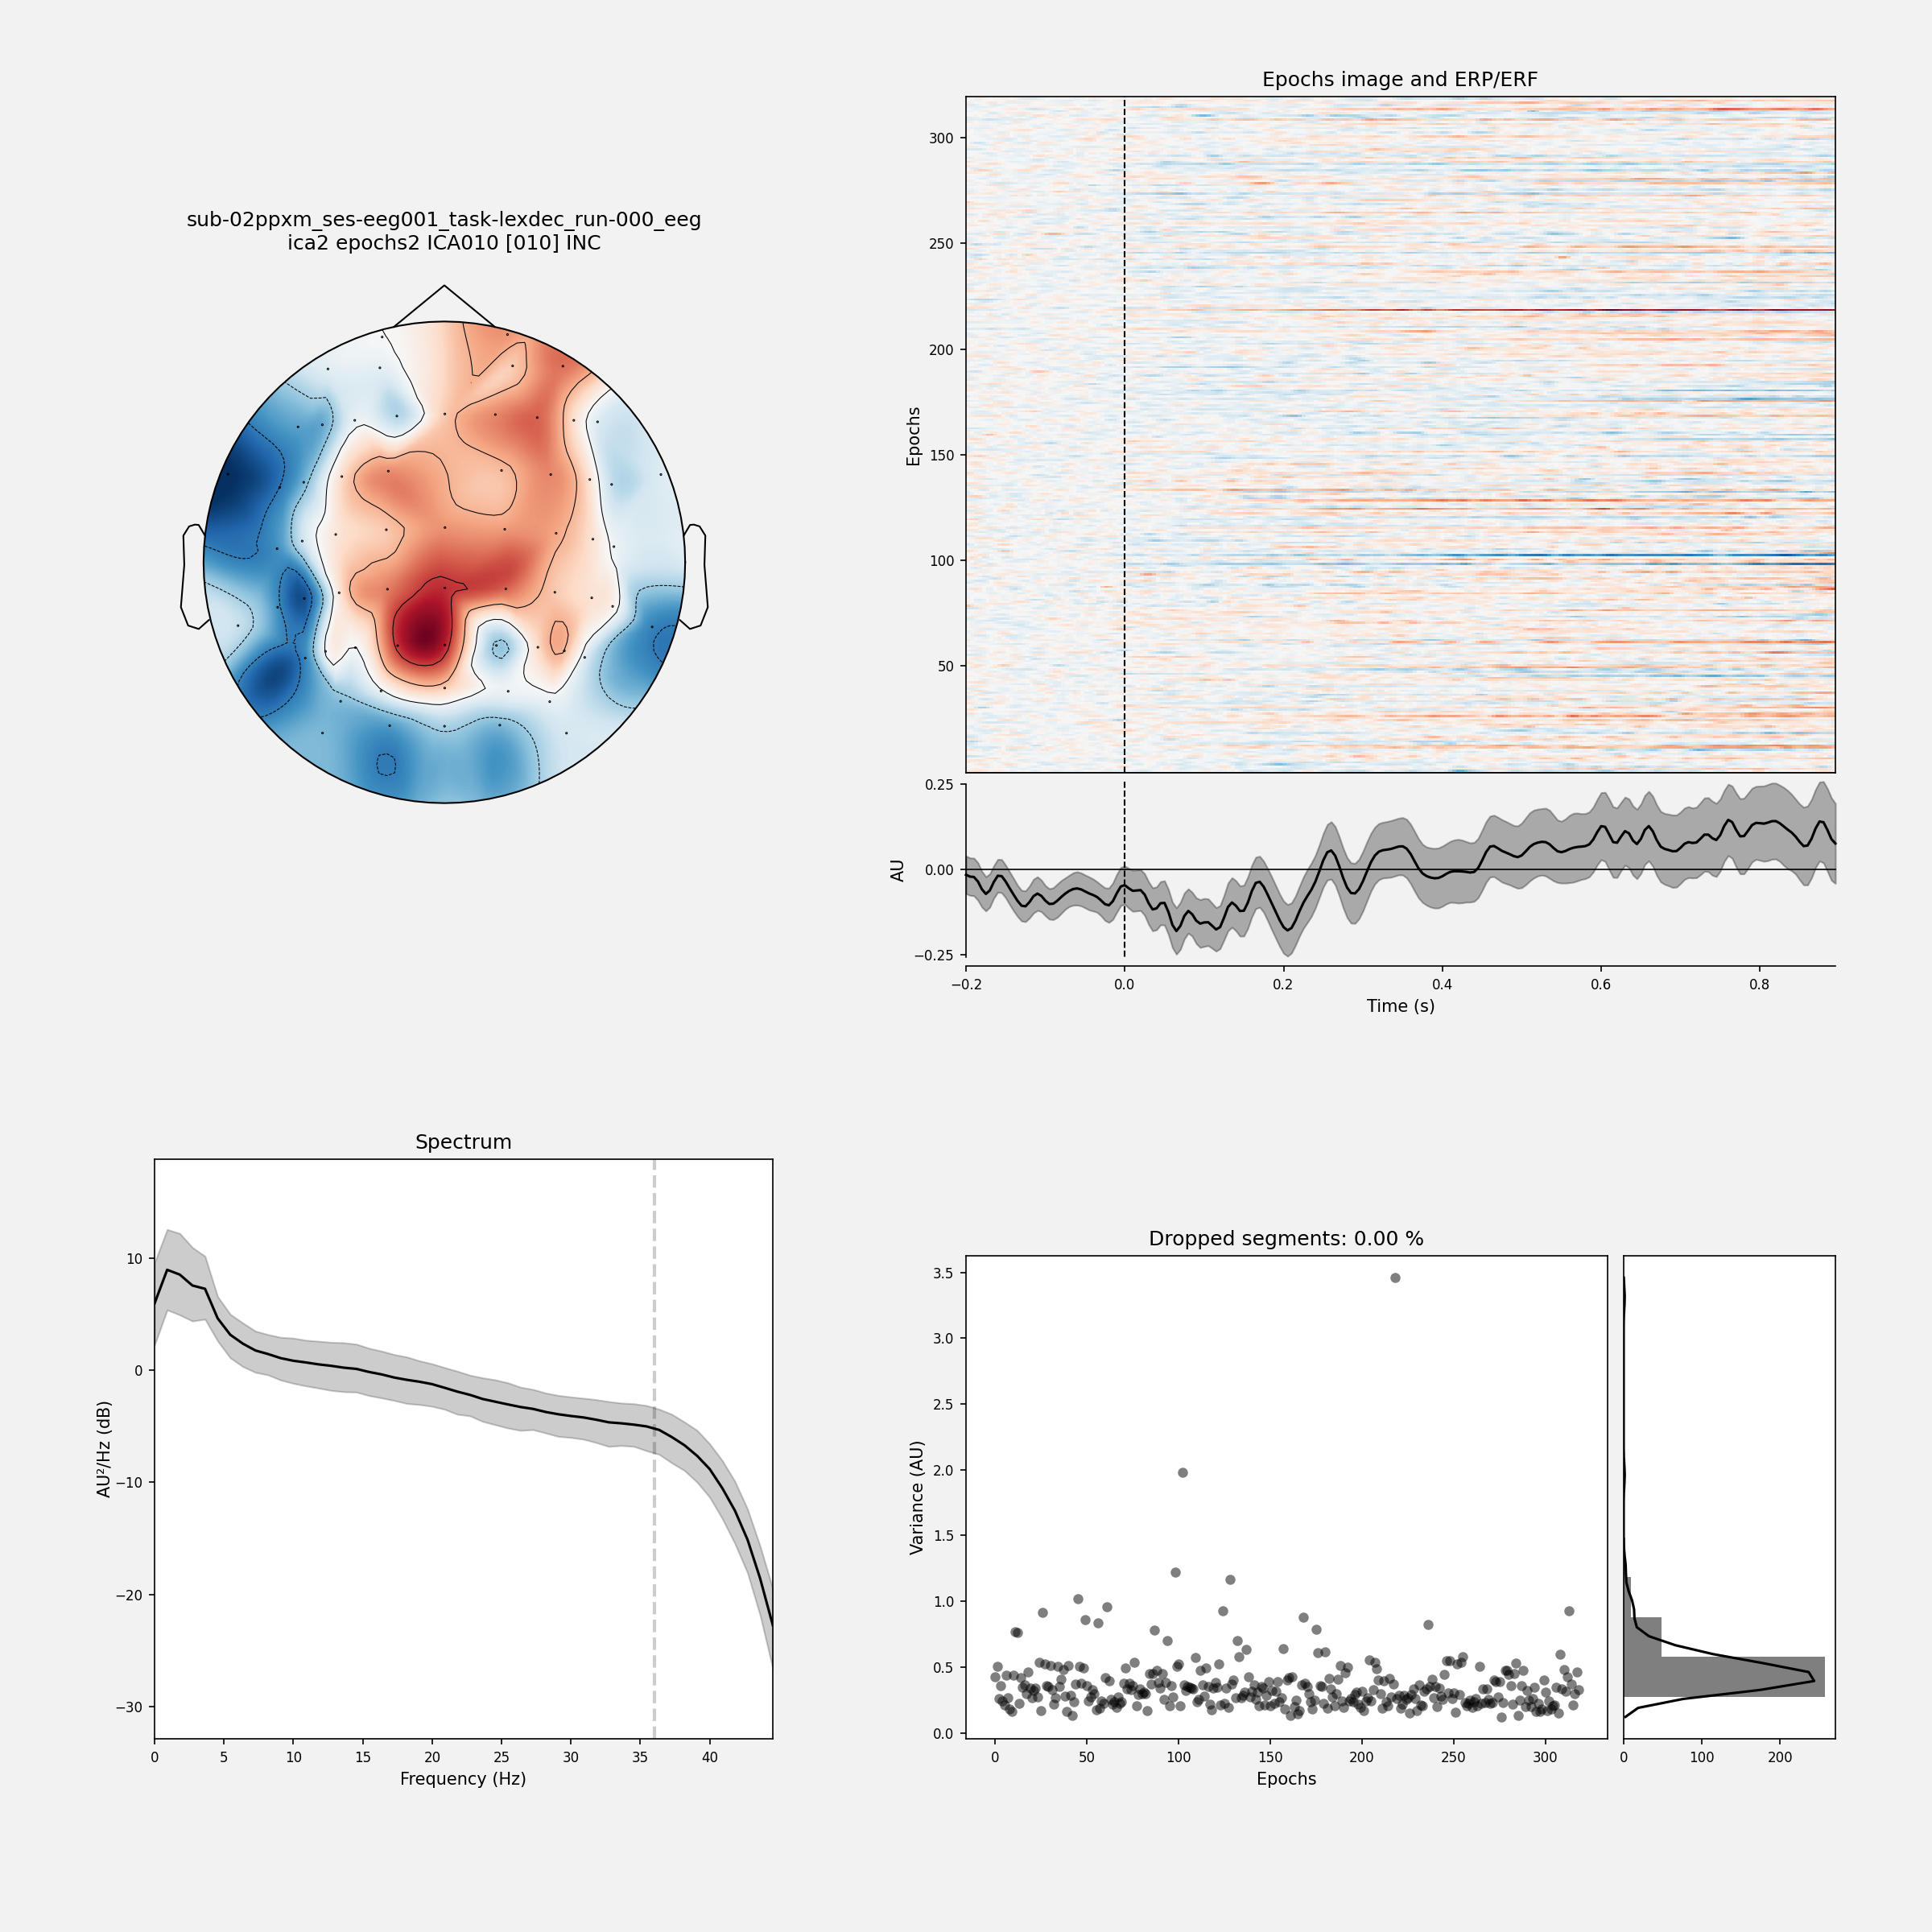 sub-02ppxm_ses-eeg001_task-lexdec_run-000_eeg
ica2 epochs2 ICA010 [010] INC
Epochs image and ERP/ERF
Epochs
300
250
200
150
100
50
AU
0.25
0.00
−0.25
−0.2 0.0 0.2 0.4 0.6 0.8
Time (s)
Spectrum
AU²/Hz (dB)
10
0
−10
−20
−30
0 5 10 15 20 25 30 35 40
Frequency (Hz)
Dropped segments: 0.00 %
Variance (AU)
3.5
3.0
2.5
2.0
1.5
1.0
0.5
0.0
0 50 100 150 200 250 300
Epochs
0 100 200